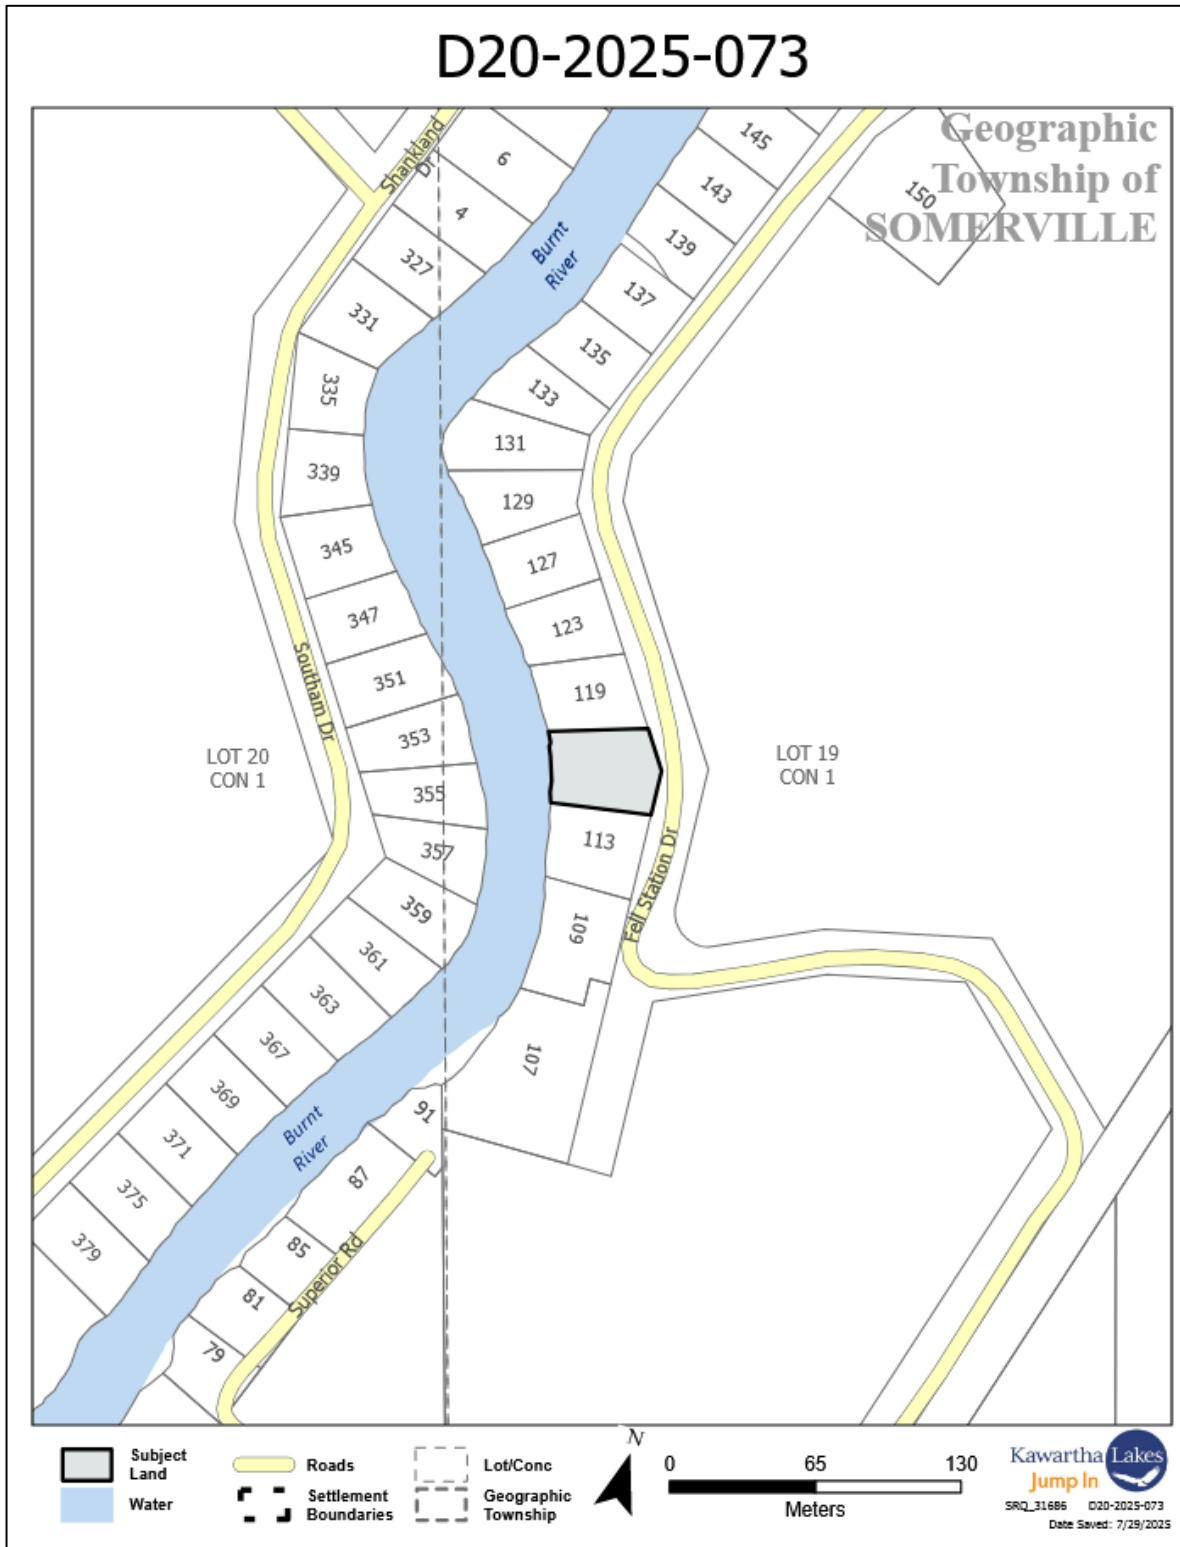 D20-2025-073
Geographic
Township of
SOMERVILLE
Shankland
Dr
6
4
327
331
335
339
345
347
351
353
355
357
359
361
363
367
369
371
375
379
Burnt
River
145
143
139
137
135
133
131
129
127
123
119
113
109
107
150
Southam Dr
LOT 20
CON 1
LOT 19
CON 1
Fell Station Dr
Burnt
River
91
87
85
81
79
Superior Rd
Subject
Land
Water
Roads
Settlement
Boundaries
Lot/Conc
Geographic
Township
N
0 65 130
Meters
Kawartha Lakes
Jump In
SRQ_31686 D20-2025-073
Date Saved: 7/29/2025